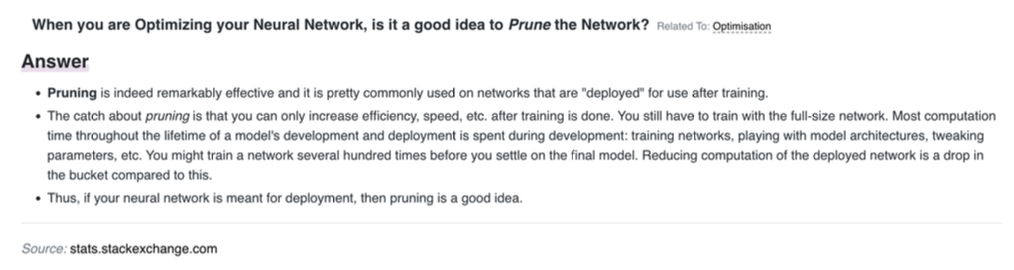 When you are Optimizing your Neural Network, is it a good idea to Prune the Network? Related To: Optimisation
Answer
• Pruning is indeed remarkably effective and it is pretty commonly used on networks that are "deployed" for use after training.
• The catch about pruning is that you can only increase efficiency, speed, etc. after training is done. You still have to train with the full-size network. Most computation
time throughout the lifetime of a model's development and deployment is spent during development: training networks, playing with model architectures, tweaking
parameters, etc. You might train a network several hundred times before you settle on the final model. Reducing computation of the deployed network is a drop in
the bucket compared to this.
• Thus, if your neural network is meant for deployment, then pruning is a good idea.
Source: stats.stackexchange.com